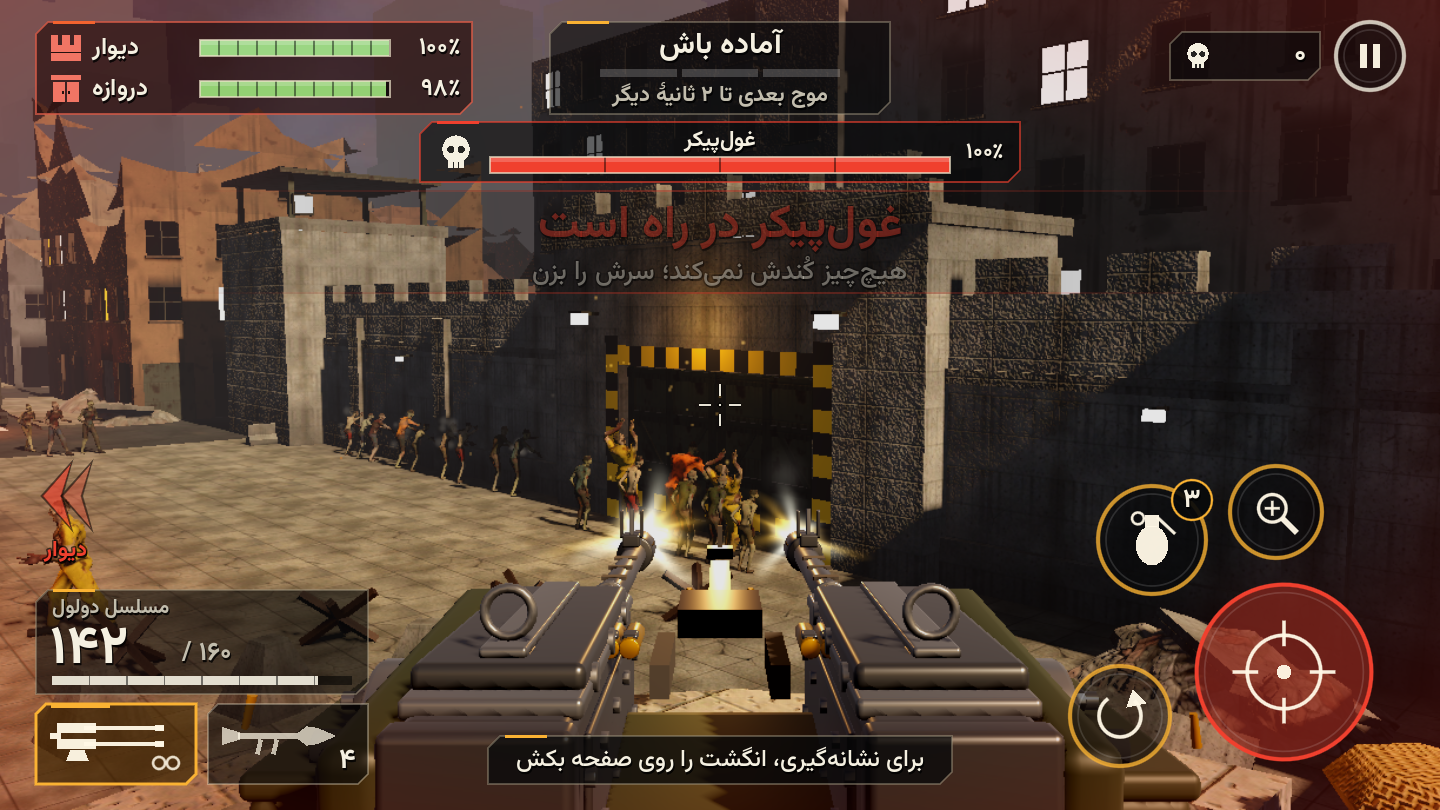 دیوار ۱۰۰٪
دروازه ۹۸٪
آماده باش
موج بعدی تا ۲ ثانیهٔ دیگر
۰
غول‌پیکر
۱۰۰٪
غول‌پیکر در راه است
هیچ‌چیز کُندش نمی‌کند؛ سرش را بزن
۳
دیوار
مسلسل دولول
۱۴۲ / ۱۶۰
∞
۴
برای نشانه‌گیری، انگشت را روی صفحه بکش